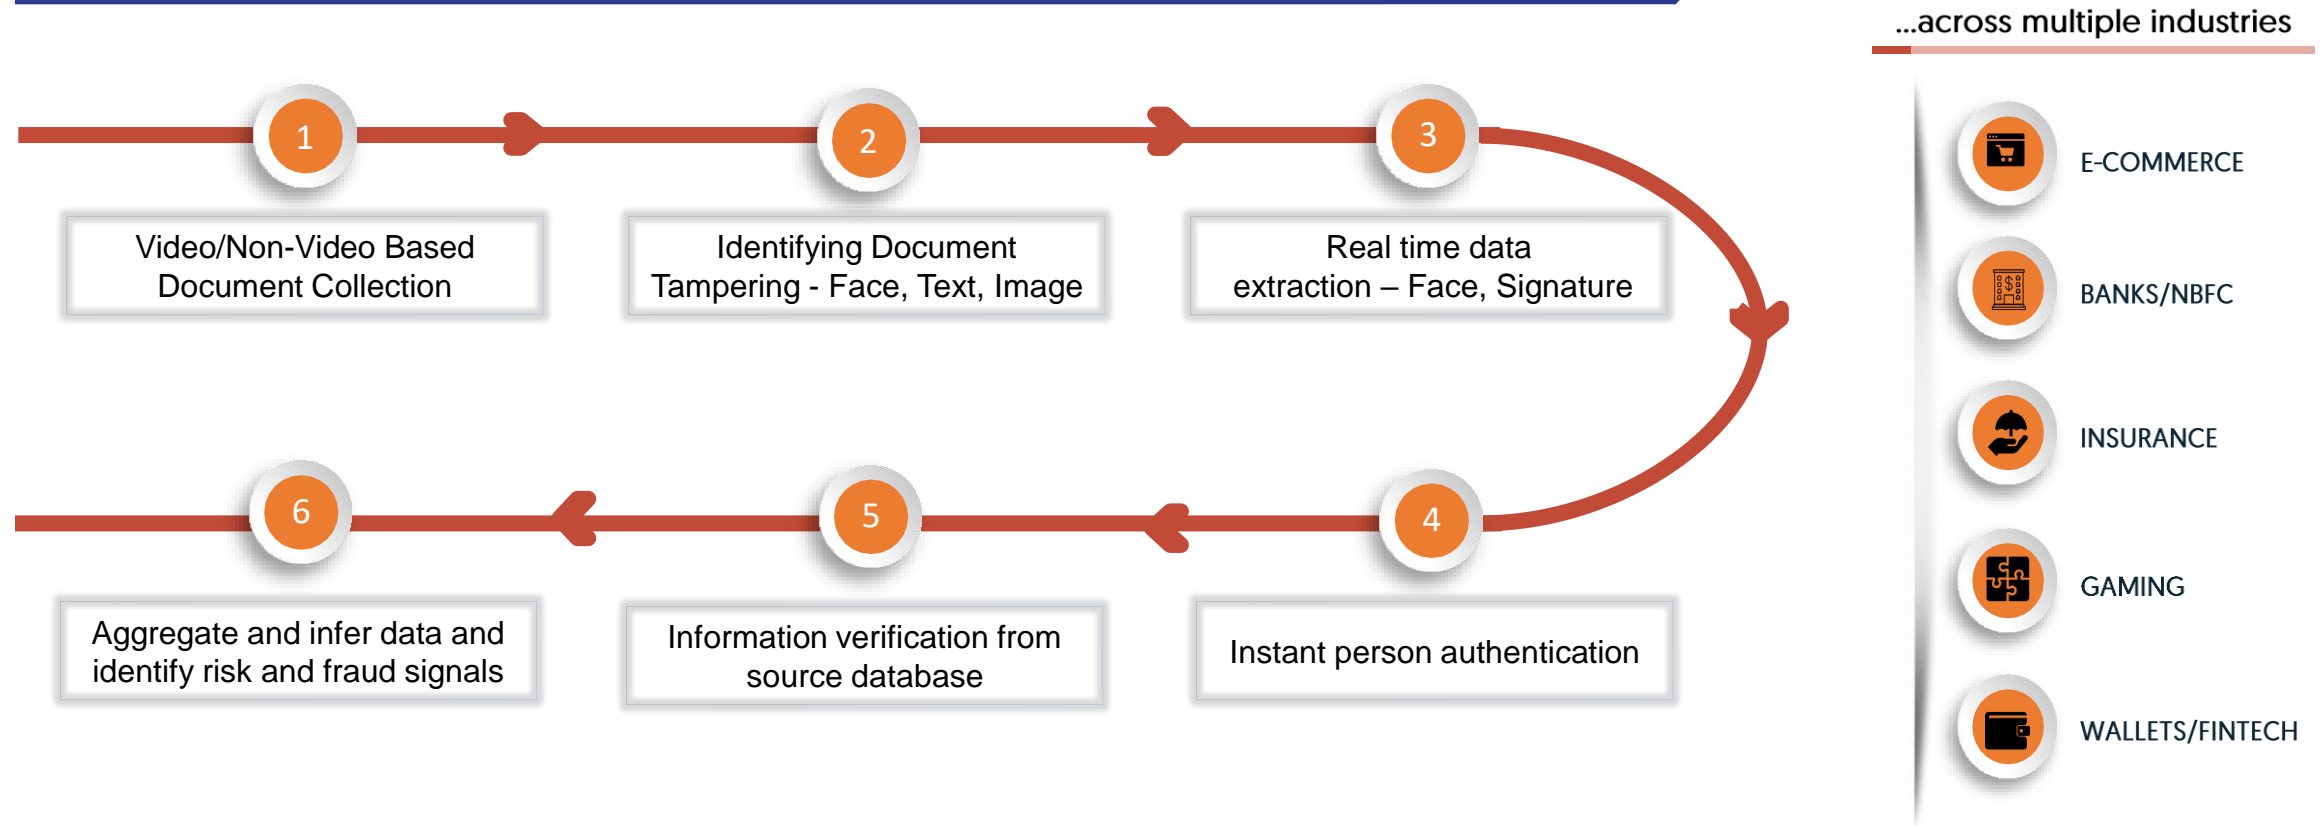 ...across multiple industries
1
2
3
Video/Non-Video Based
Document Collection
Identifying Document
Tampering - Face, Text, Image
Real time data
extraction – Face, Signature
6
5
4
Aggregate and infer data and
identify risk and fraud signals
Information verification from
source database
Instant person authentication
E-COMMERCE
BANKS/NBFC
INSURANCE
GAMING
WALLETS/FINTECH